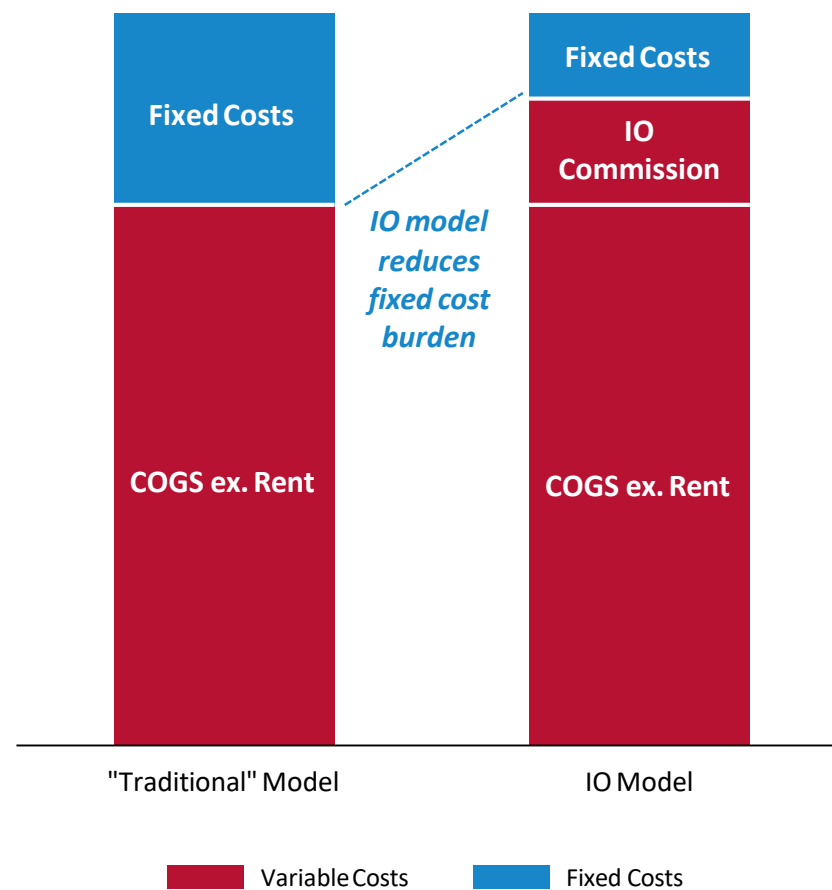 Fixed Costs
Fixed Costs
IO
Commission
IO model
reduces
fixed cost
burden
COGS ex. Rent
COGS ex. Rent
"Traditional" Model
IO Model
Variable Costs
Fixed Costs